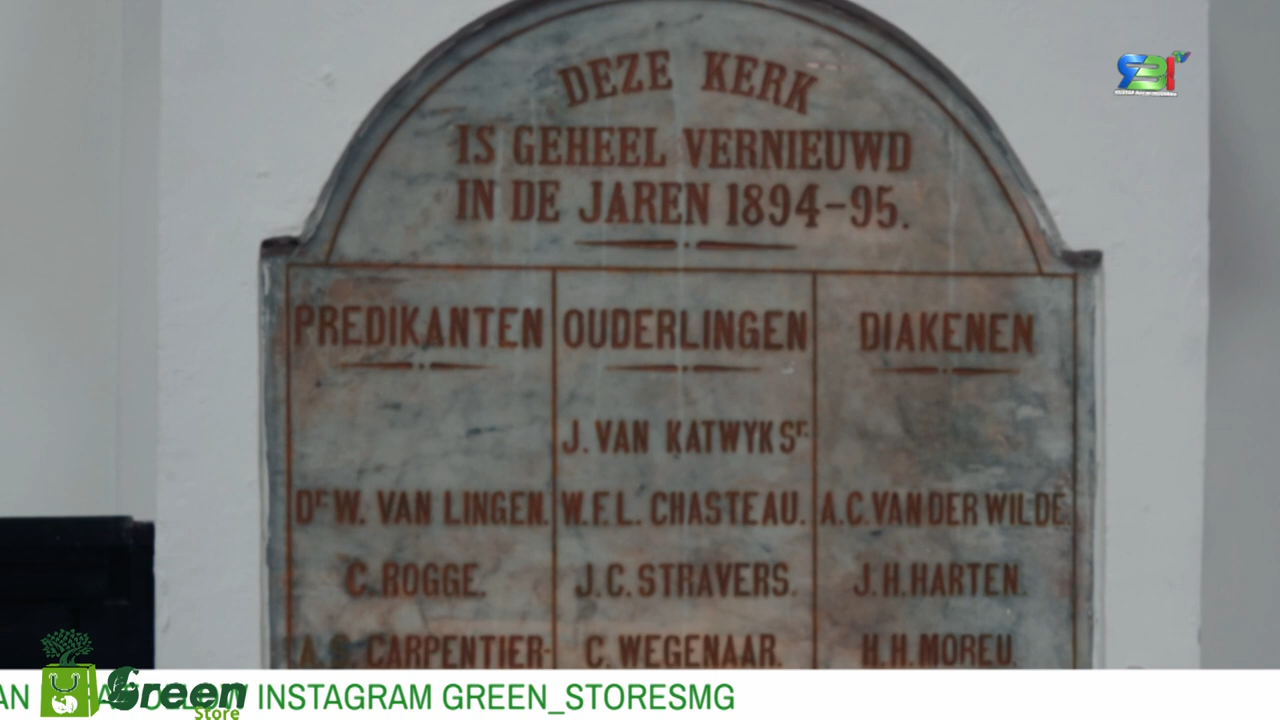 DEZE KERK
IS GEHEEL VERNIEUWD
IN DE JAREN 1894-95.
PREDIKANTEN OUDERLINGEN DIAKENEN
J. VAN KATWYK Sr.
Dr W. VAN LINGEN. W.F.L. CHASTEAU. A.C. VAN DER WILDE.
C. ROGGE. J.C. STRAVERS. J.H. HARTEN.
CARPENTIER- C. WEGENAAR. H.H. MOREU.
INSTAGRAM GREEN_STORESMG
Green
Store